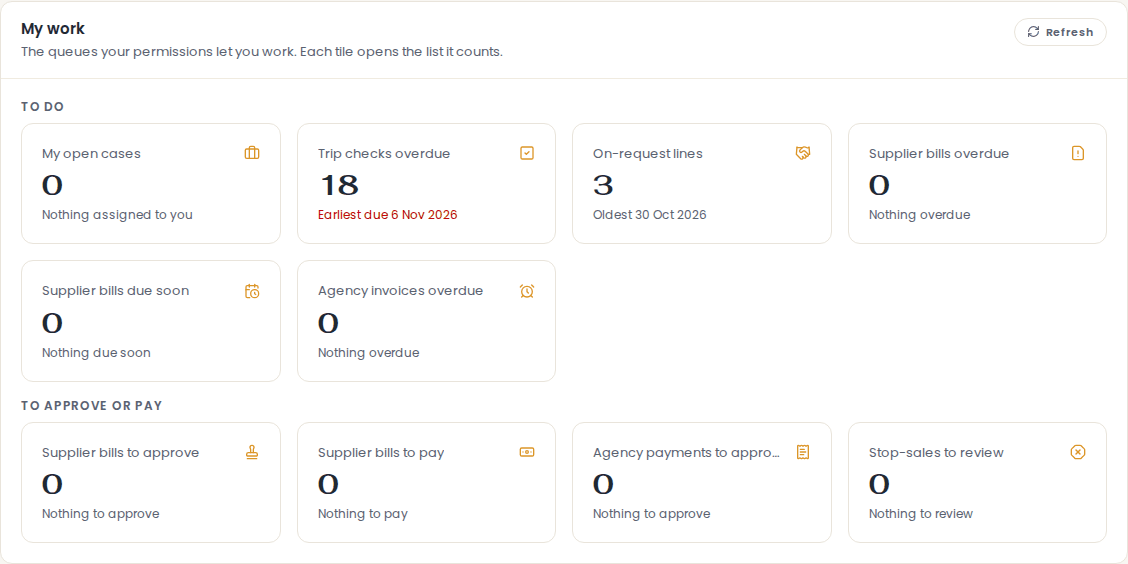 My work
The queues your permissions let you work. Each tile opens the list it counts.
Refresh
TO DO
My open cases
0
Nothing assigned to you
Trip checks overdue
18
Earliest due 6 Nov 2026
On-request lines
3
Oldest 30 Oct 2026
Supplier bills overdue
0
Nothing overdue
Supplier bills due soon
0
Nothing due soon
Agency invoices overdue
0
Nothing overdue
TO APPROVE OR PAY
Supplier bills to approve
0
Nothing to approve
Supplier bills to pay
0
Nothing to pay
Agency payments to appro...
0
Nothing to approve
Stop-sales to review
0
Nothing to review